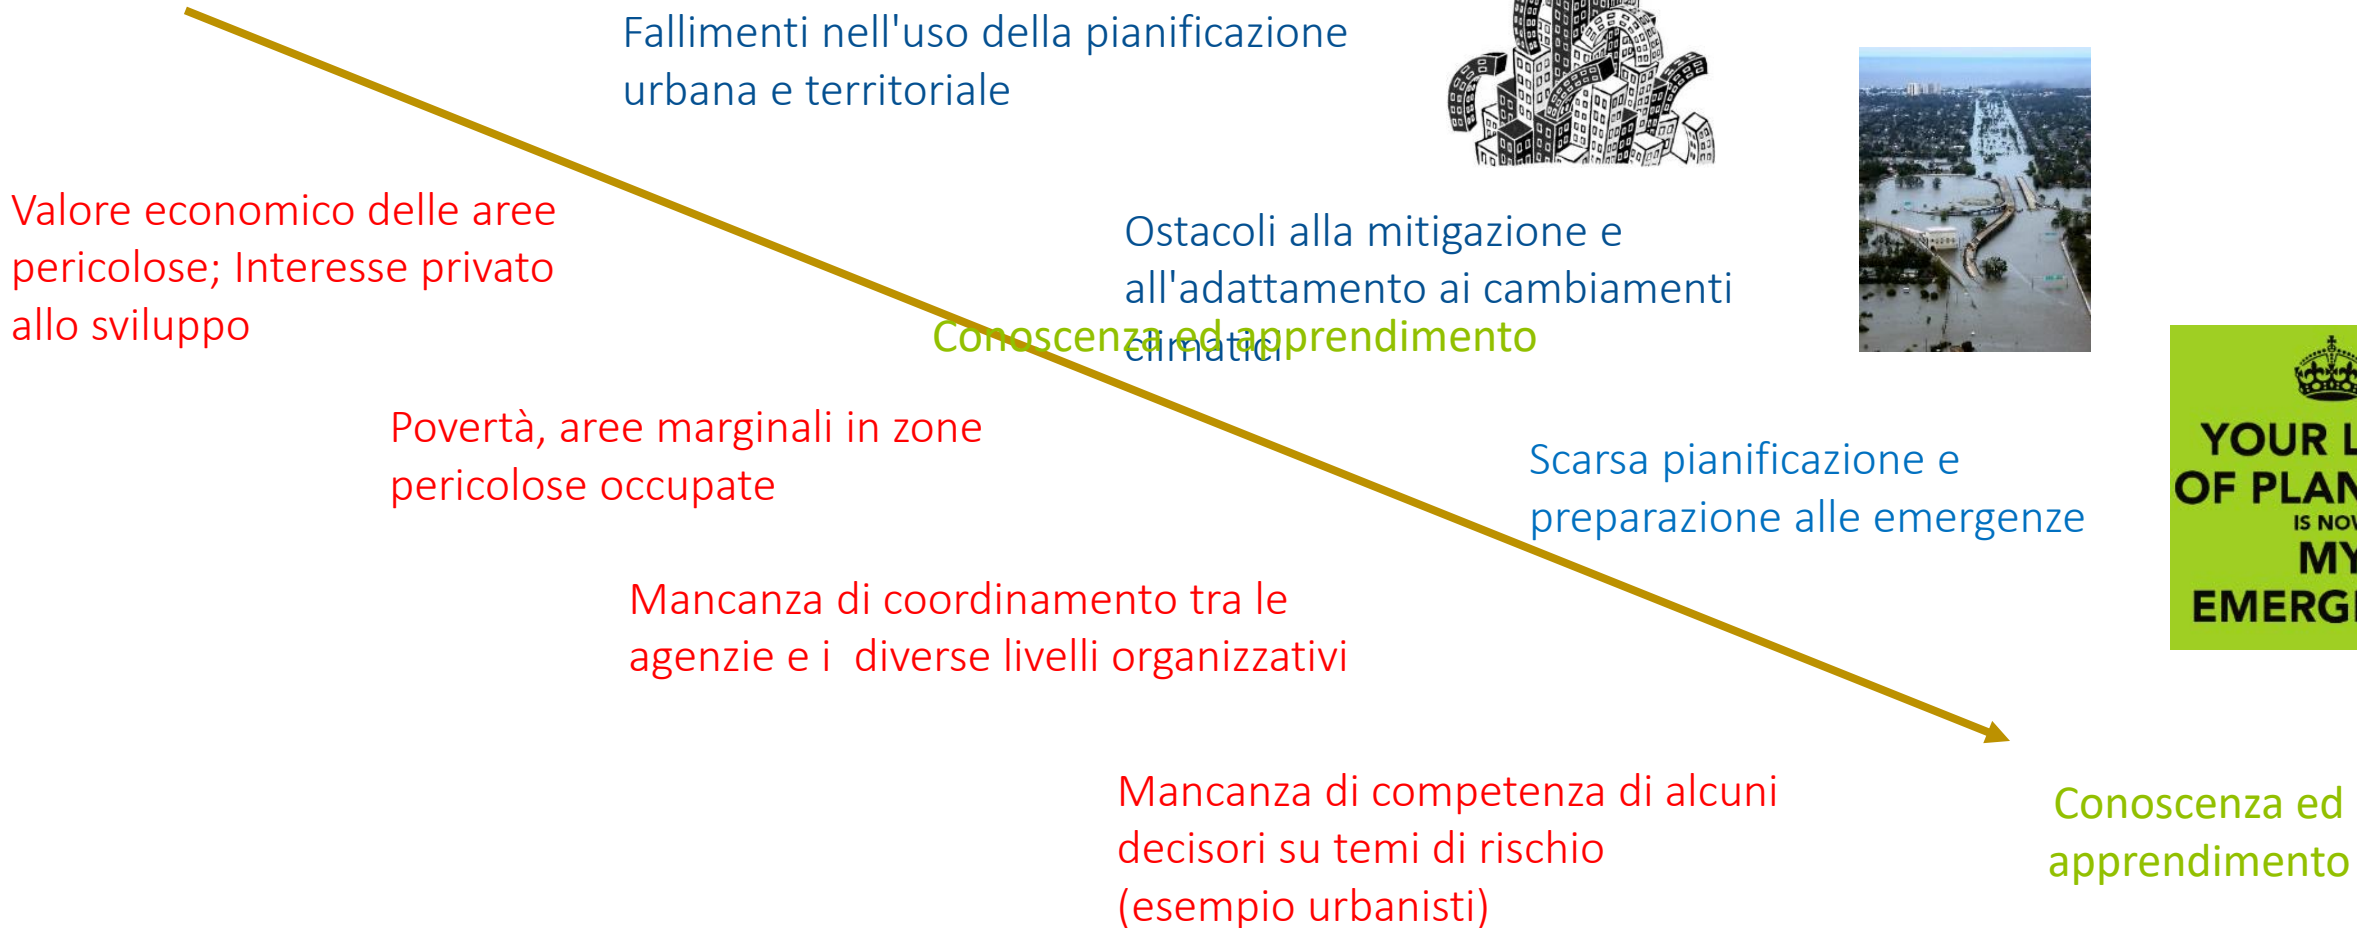 Fallimenti nell'uso della pianificazione
urbana e territoriale
Valore economico delle aree
pericolose; Interesse privato
allo sviluppo
Ostacoli alla mitigazione e
all'adattamento ai cambiamenti
climatici
Conoscenza ed apprendimento
Povertà, aree marginali in zone
pericolose occupate
Scarsa pianificazione e
preparazione alle emergenze
YOUR
OF
IS
MY
Mancanza di coordinamento tra le
agenzie e i  diverse livelli organizzativi
Mancanza di competenza di alcuni
decisori su temi di rischio
(esempio urbanisti)
Conoscenza ed
apprendimento